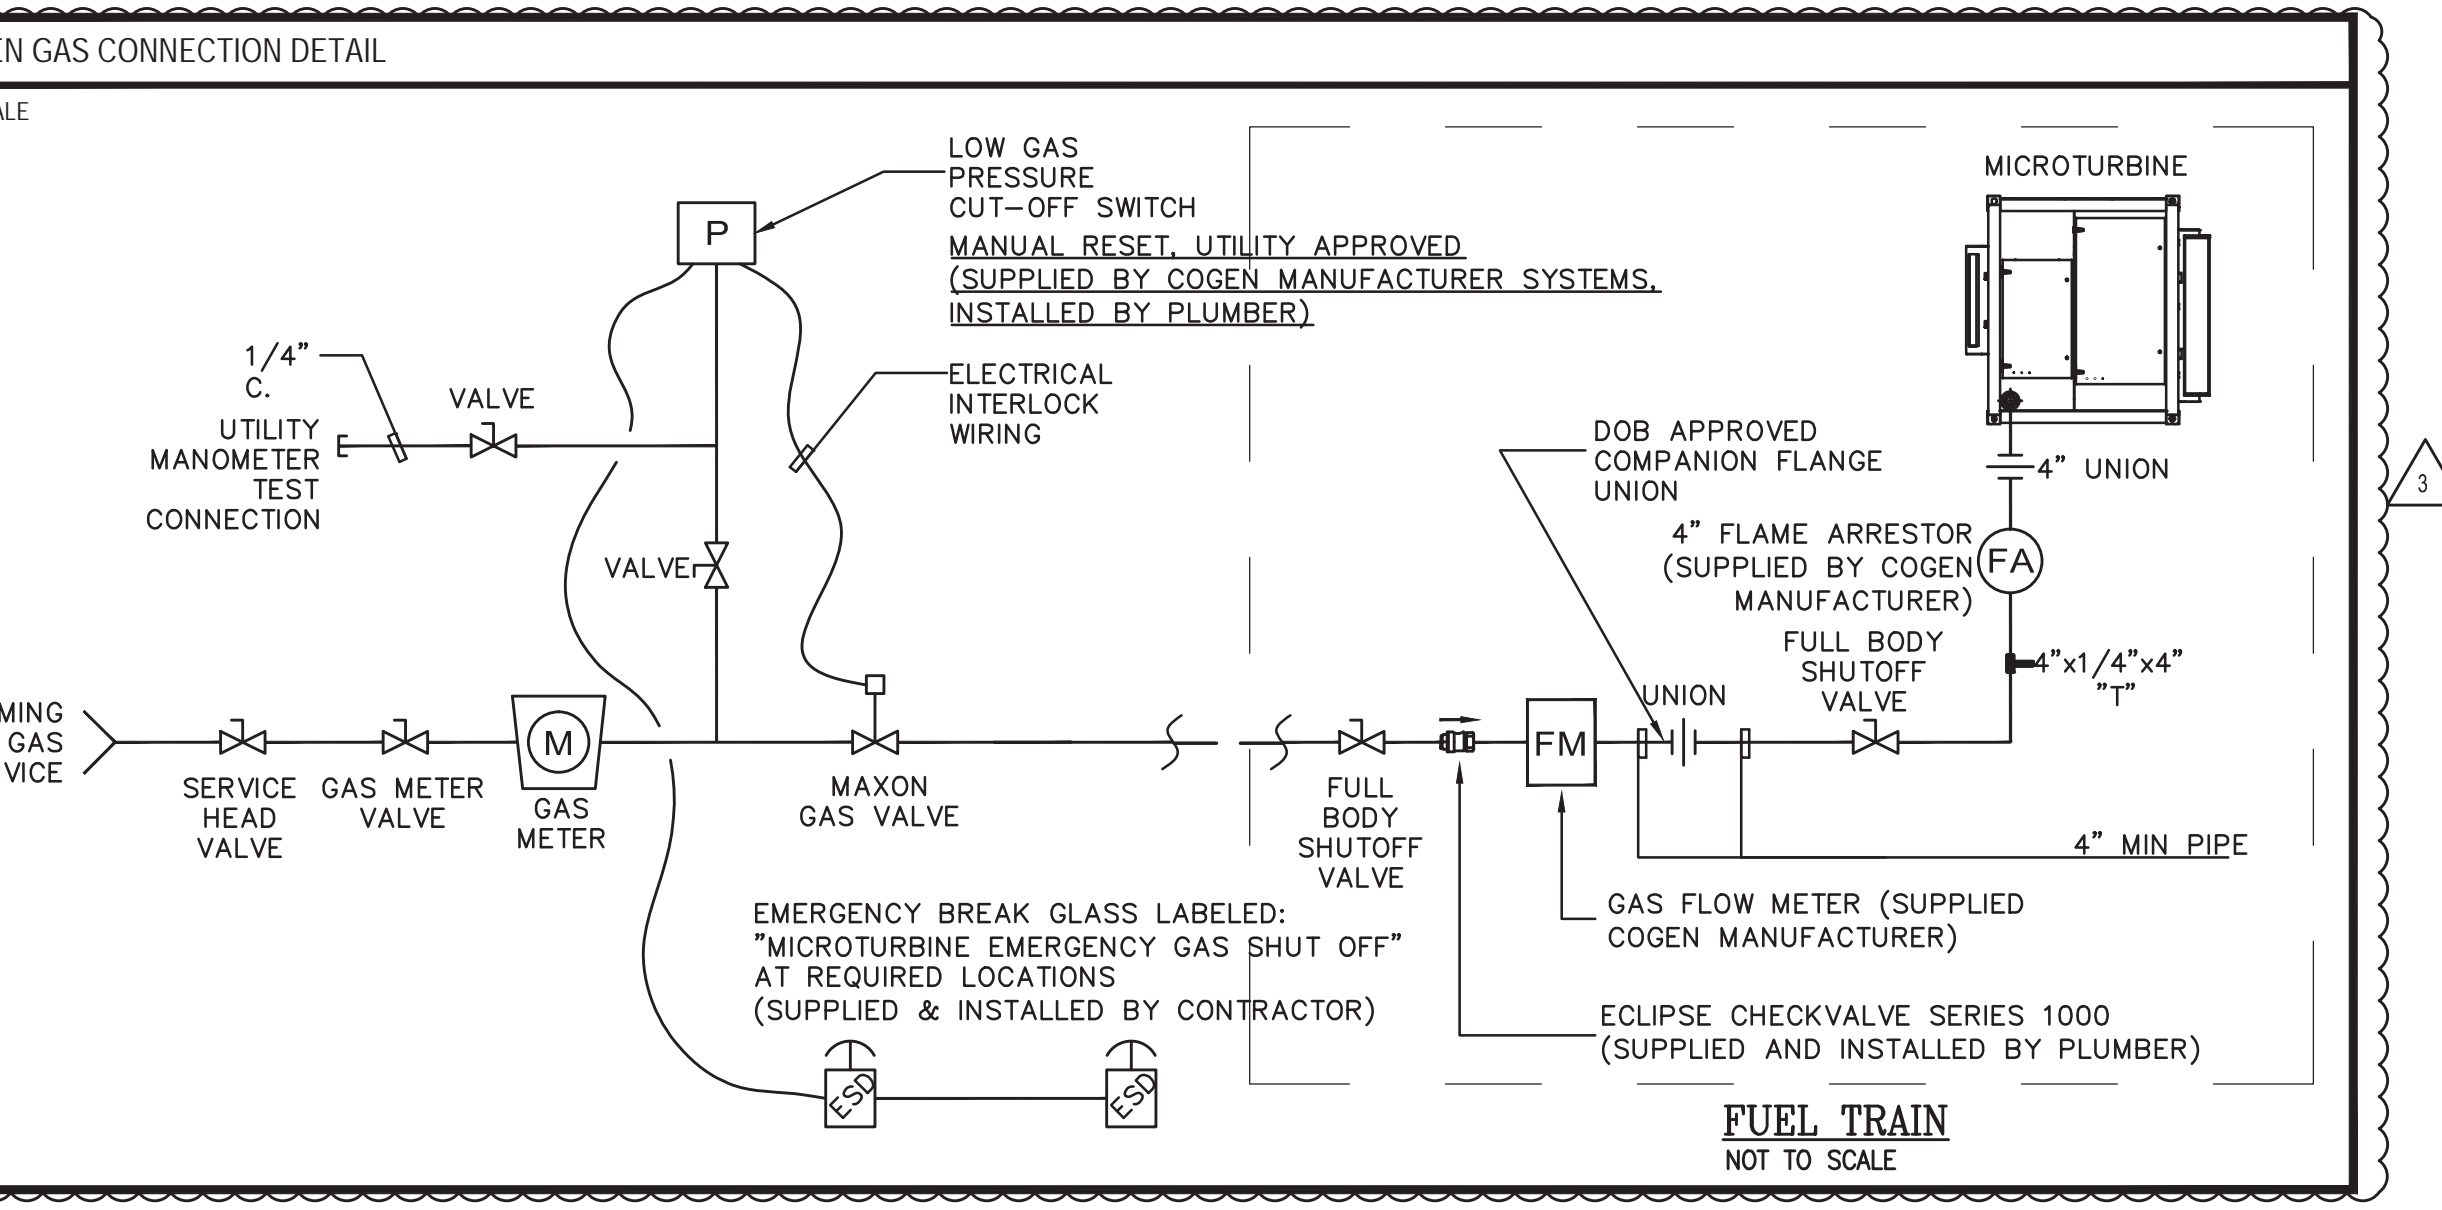 EN GAS CONNECTION DETAIL
ALE
LOW GAS
PRESSURE
CUT-OFF SWITCH
MANUAL RESET, UTILITY APPROVED
(SUPPLIED BY COGEN MANUFACTURER SYSTEMS,
INSTALLED BY PLUMBER)
P
1/4"
C.
VALVE
UTILITY
MANOMETER
TEST
CONNECTION
ELECTRICAL
INTERLOCK
WIRING
VALVE
MING
GAS
VICE
SERVICE
HEAD
VALVE
GAS METER
VALVE
M
GAS
METER
MAXON
GAS VALVE
EMERGENCY BREAK GLASS LABELED:
"MICROTURBINE EMERGENCY GAS SHUT OFF"
AT REQUIRED LOCATIONS
(SUPPLIED & INSTALLED BY CONTRACTOR)
ESD
ESD
MICROTURBINE
4" UNION
DOB APPROVED
COMPANION FLANGE
UNION
4" FLAME ARRESTOR
(SUPPLIED BY COGEN
MANUFACTURER)
FA
FULL BODY
SHUTOFF
VALVE
4"x1/4"x4"
"T"
UNION
FM
FULL
BODY
SHUTOFF
VALVE
4" MIN PIPE
GAS FLOW METER (SUPPLIED
COGEN MANUFACTURER)
ECLIPSE CHECKVALVE SERIES 1000
(SUPPLIED AND INSTALLED BY PLUMBER)
FUEL TRAIN
NOT TO SCALE
3